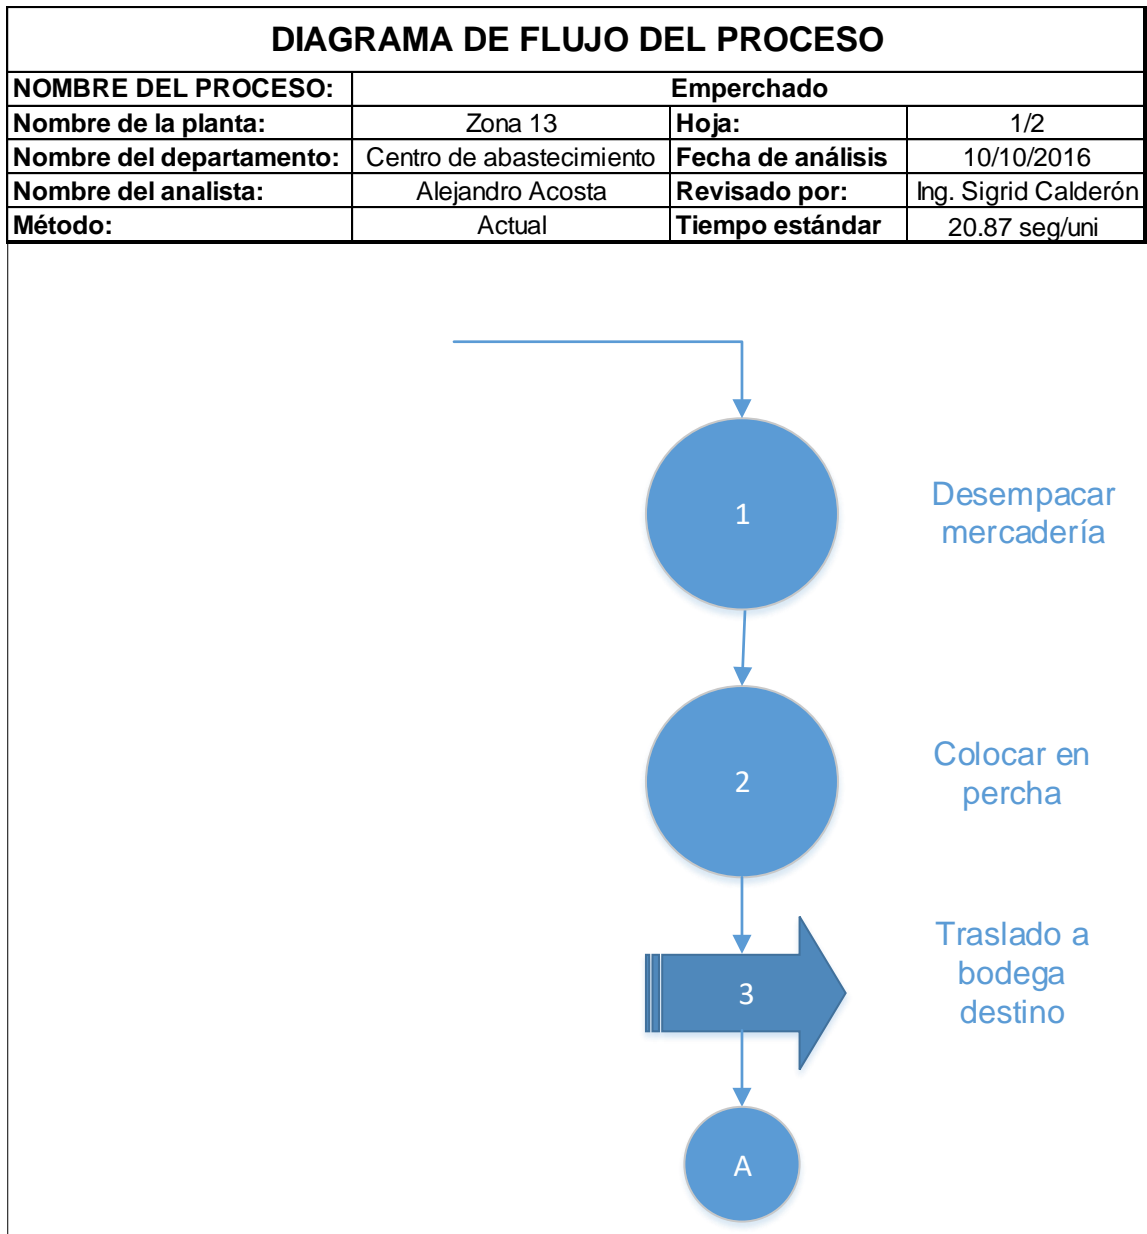 DIAGRAMA DE FLUJO DEL PROCESO
NOMBRE DEL PROCESO: Emperchado
Nombre de la planta: Zona 13 Hoja: 1/2
Nombre del departamento: Centro de abastecimiento Fecha de análisis 10/10/2016
Nombre del analista: Alejandro Acosta Revisado por: Ing. Sigrid Calderón
Método: Actual Tiempo estándar 20.87 seg/uni
1
Desempacar
mercadería
2
Colocar en
percha
3
Traslado a
bodega
destino
A